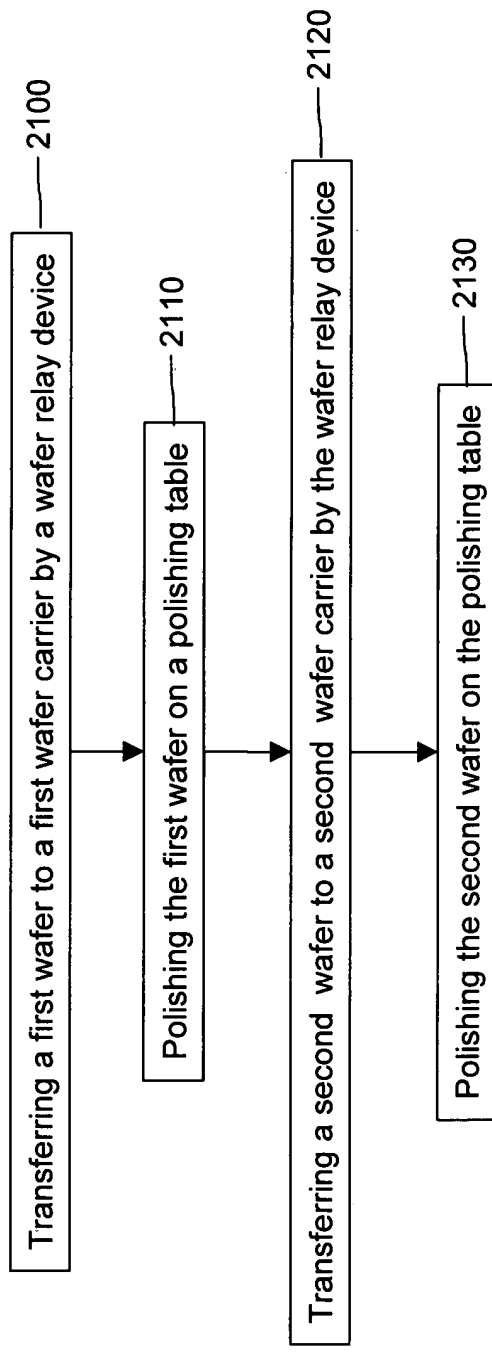 Transferring a first wafer to a first wafer carrier by a wafer relay device
2100
Polishing the first wafer on a polishing table
2110
Transferring a second wafer to a second wafer carrier by the wafer relay device
2120
Polishing the second wafer on the polishing table
2130